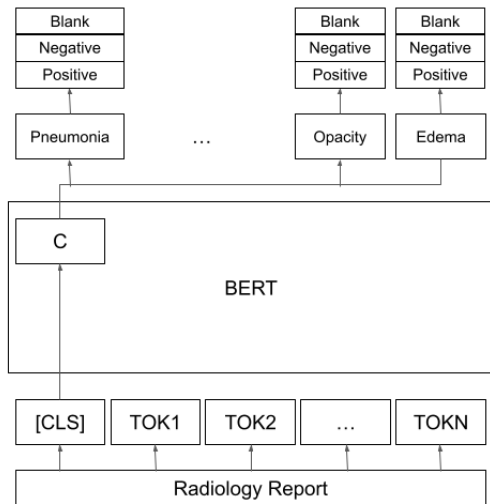 Blank Blank Blank
Negative Negative Negative
Positive Positive Positive
Pneumonia … Opacity Edema
C
BERT
[CLS] TOK1 TOK2 … TOKN
Radiology Report